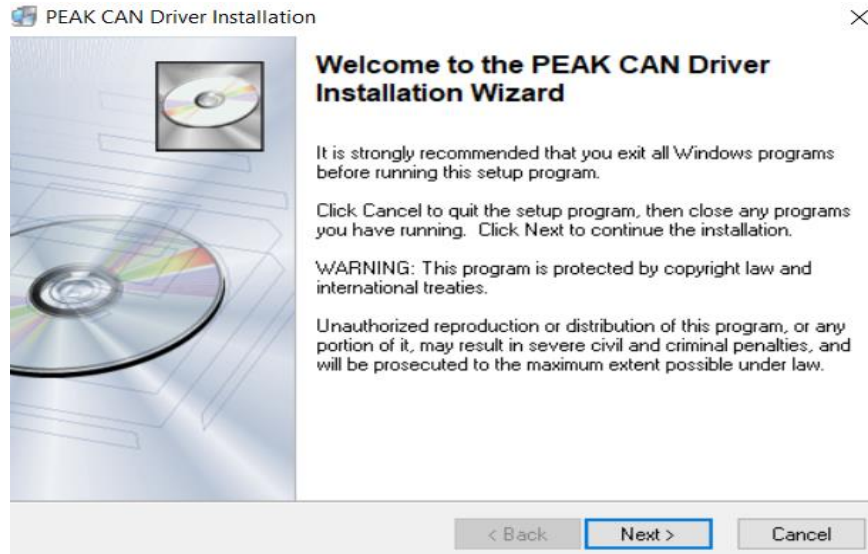 PEAK CAN Driver Installation
Welcome to the PEAK CAN Driver
Installation Wizard
It is strongly recommended that you exit all Windows programs
before running this setup program.
Click Cancel to quit the setup program, then close any programs
you have running. Click Next to continue the installation.
WARNING: This program is protected by copyright law and
international treaties.
Unauthorized reproduction or distribution of this program, or any
portion of it, may result in severe civil and criminal penalties, and
will be prosecuted to the maximum extent possible under law.
< Back Next > Cancel